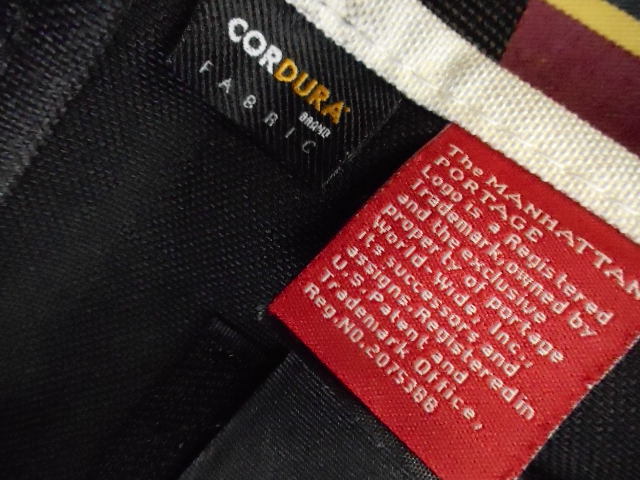 CORDURA
BRAND
FABRIC
The MANHATTAN
PORTAGE
Logo is a Registered
Trademark, owned by
and the exclusive
property of portage
World-Wide Inc.,
its successors and
assigns. Registered in
U.S. Patent and
Trademark Office,
Reg.NO.2075388